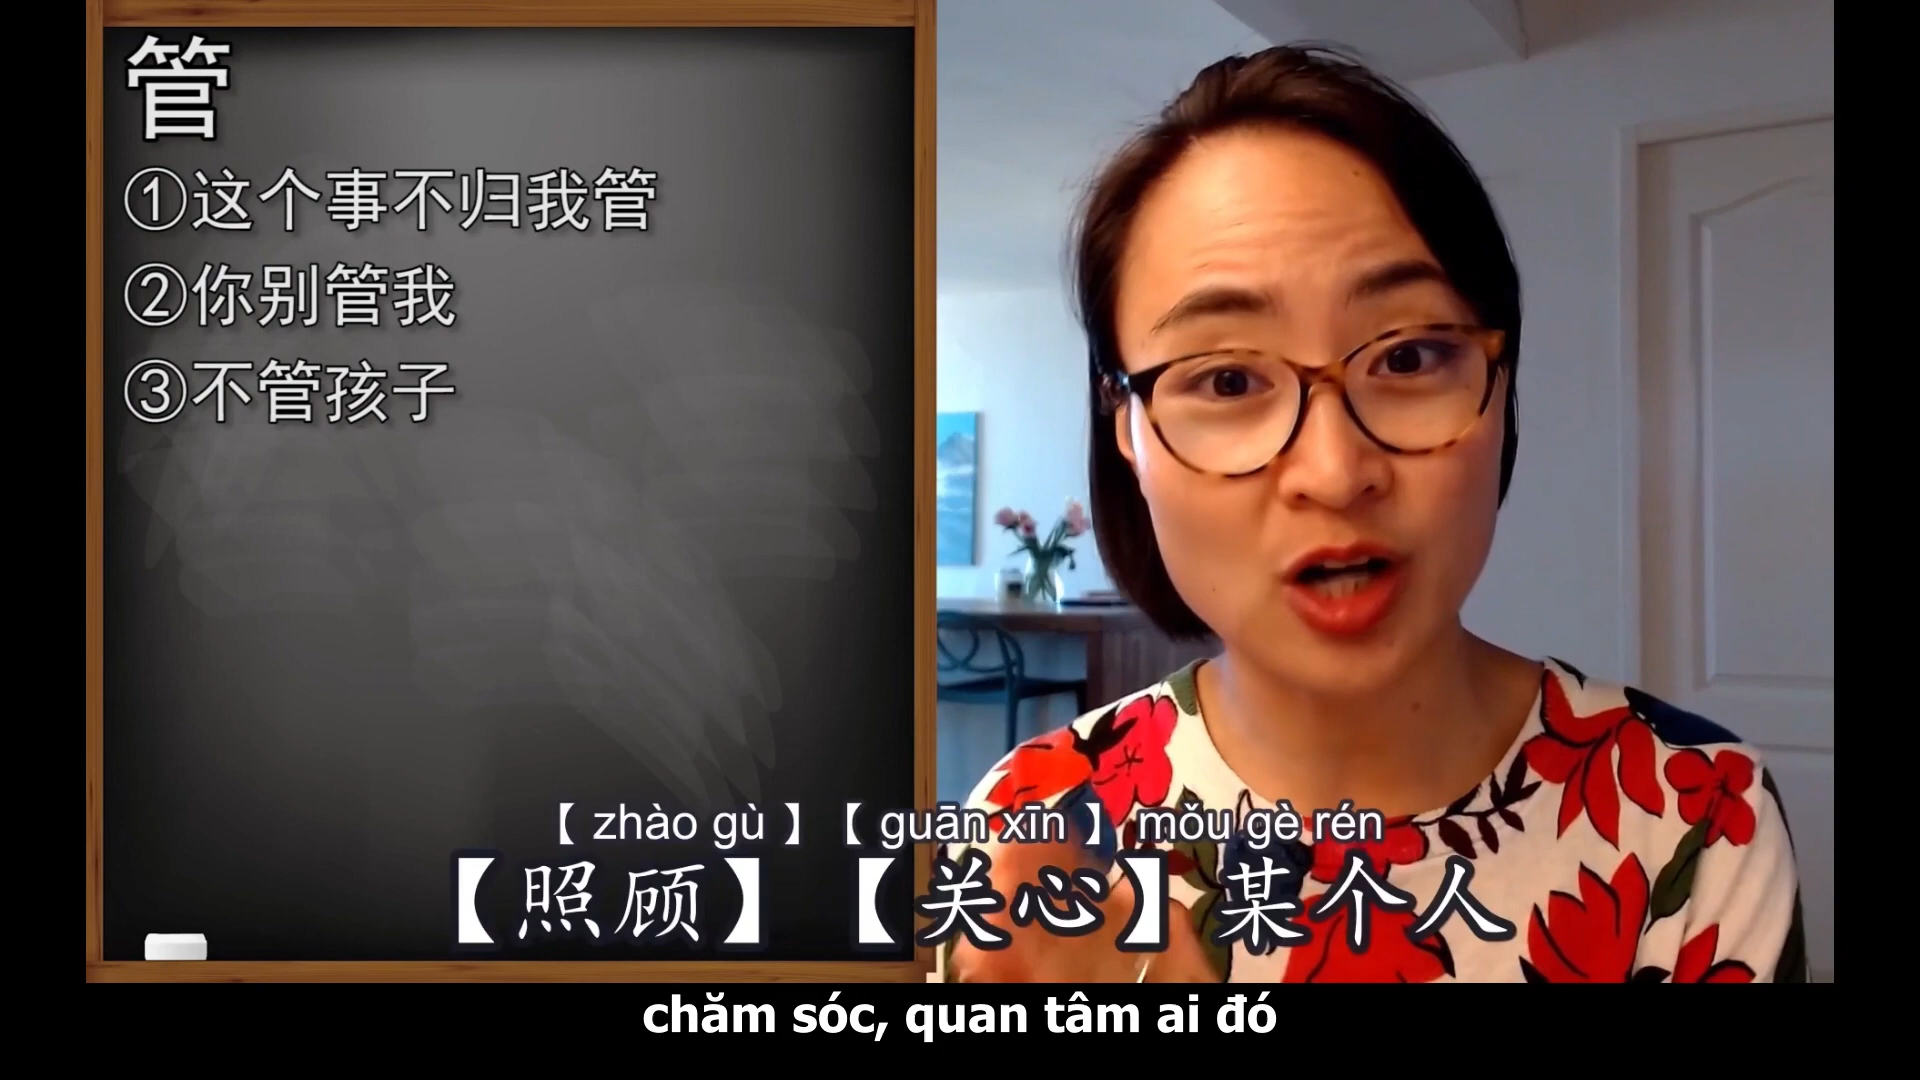 管
①这个事不归我管
②你别管我
③不管孩子
【 zhào gù 】【 guān xīn 】 mǒu gè rén
【照顾】【关心】某个人
chăm sóc, quan tâm ai đó